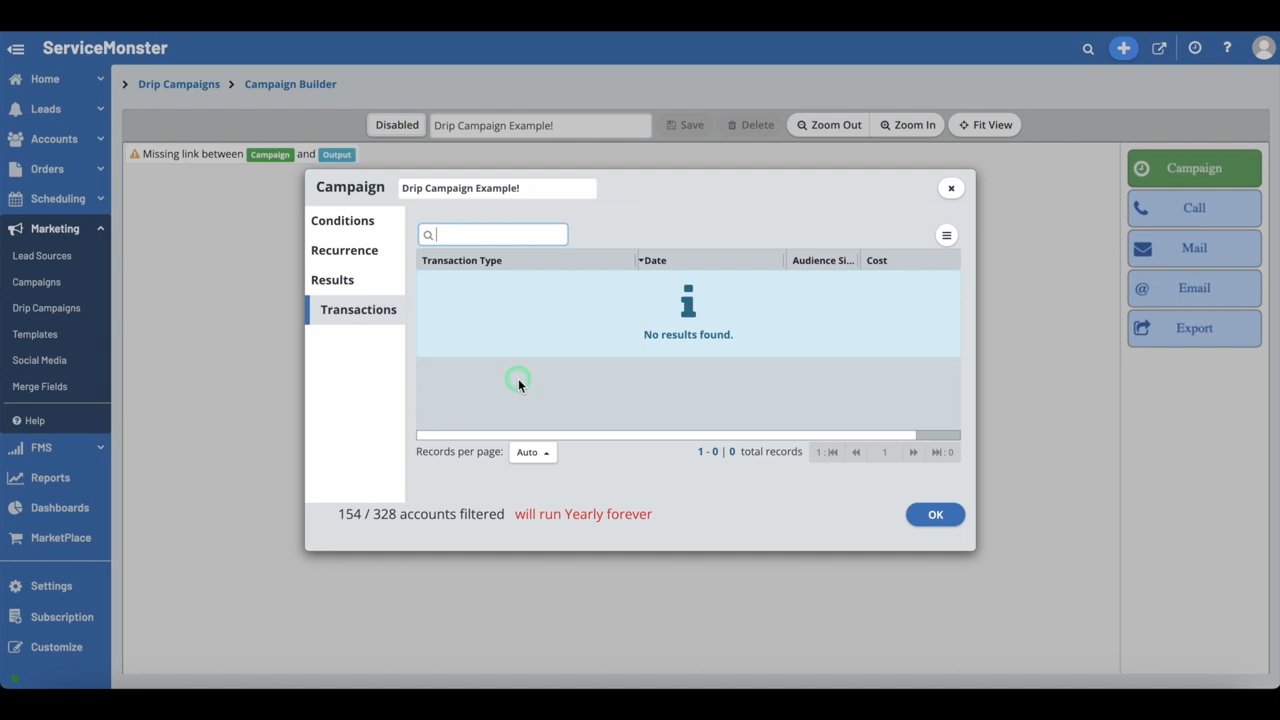 ServiceMonster
Home
Leads
Accounts
Orders
Scheduling
Marketing
Lead Sources
Campaigns
Drip Campaigns
Templates
Social Media
Merge Fields
Help
FMS
Reports
Dashboards
MarketPlace
Settings
Subscription
Customize
Drip Campaigns > Campaign Builder
Disabled Drip Campaign Example! Save Delete Zoom Out Zoom In Fit View
Missing link between Campaign and Output
Campaign Drip Campaign Example!
Conditions
Recurrence
Results
Transactions
Transaction Type Date Audience Si... Cost
No results found.
Records per page: Auto 1 - 0 | 0 total records 1 : 1 : 0
154 / 328 accounts filtered will run Yearly forever
OK
Campaign
Call
Mail
Email
Export